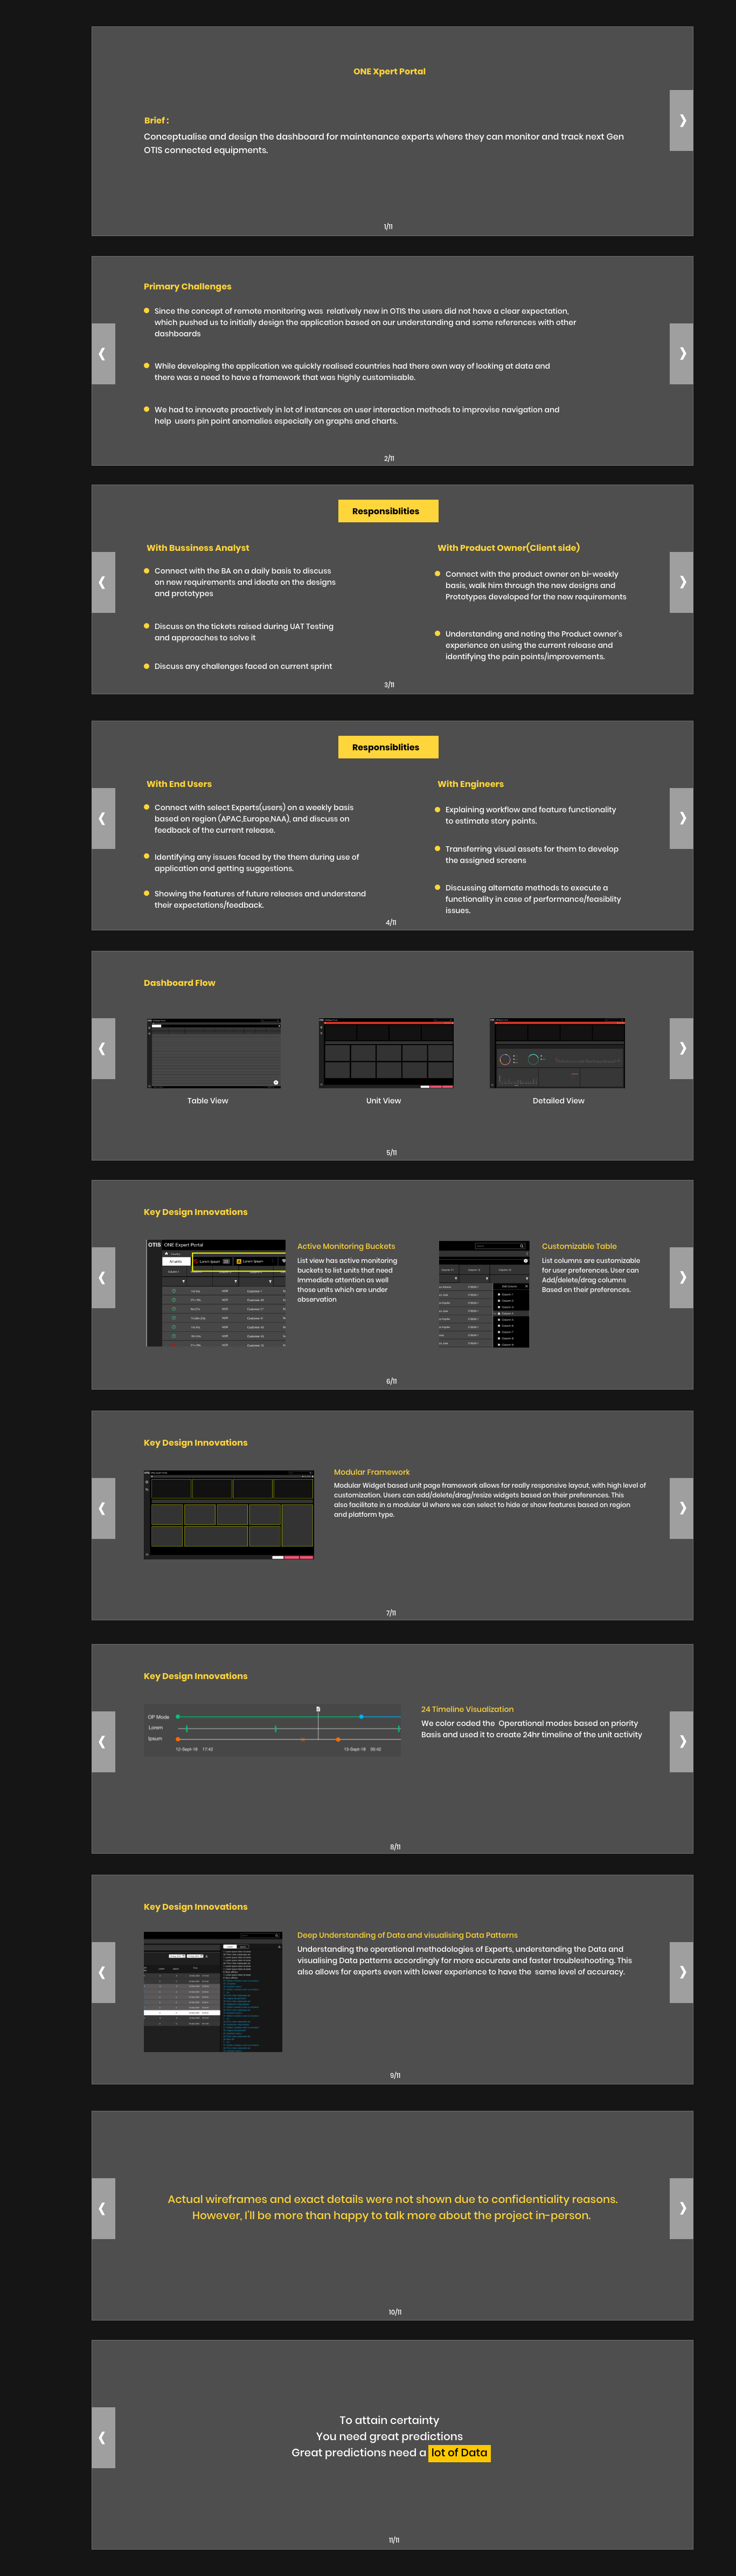 ONE Xpert Portal
Brief :
Conceptualise and design the dashboard for maintenance experts where they can monitor and track next Gen
OTIS connected equipments.
1/11
Primary Challenges
Since the concept of remote monitoring was relatively new in OTIS the users did not have a clear expectation,
which pushed us to initially design the application based on our understanding and some references with other
dashboards
While developing the application we quickly realised countries had there own way of looking at data and
there was a need to have a framework that was highly customisable.
We had to innovate proactively in lot of instances on user interaction methods to improvise navigation and
help users pin point anomalies especially on graphs and charts.
2/11
Responsiblities
With Bussiness Analyst
Connect with the BA on a daily basis to discuss
on new requirements and ideate on the designs
and prototypes
Discuss on the tickets raised during UAT Testing
and approaches to solve it
Discuss any challenges faced on current sprint
With Product Owner(Client side)
Connect with the product owner on bi-weekly
basis, walk him through the new designs and
Prototypes developed for the new requirements
Understanding and noting the Product owner's
experience on using the current release and
identifying the pain points/improvements.
3/11
Responsiblities
With End Users
Connect with select Experts(users) on a weekly basis
based on region (APAC,Europe,NAA), and discuss on
feedback of the current release.
Identifying any issues faced by the them during use of
application and getting suggestions.
Showing the features of future releases and understand
their expectations/feedback.
With Engineers
Explaining workflow and feature functionality
to estimate story points.
Transferring visual assets for them to develop
the assigned screens
Discussing alternate methods to execute a
functionality in case of performance/feasiblity
issues.
4/11
Dashboard Flow
Table View
Unit View
Detailed View
5/11
Key Design Innovations
OTIS ONE Expert Portal
Country
All units
Lorem Ipsum
Lorem Ipsum
Active Monitoring Buckets
List view has active monitoring
buckets to list units that need
Immediate attention as well
those units which are under
observation
Customizable Table
List columns are customizable
for user preferences. User can
Add/delete/drag columns
Based on their preferences.
6/11
Key Design Innovations
Modular Framework
Modular Widget based unit page framework allows for really responsive layout, with high level of
customization. Users can add/delete/drag/resize widgets based on their preferences. This
also facilitate in a modular UI where we can select to hide or show features based on region
and platform type.
7/11
Key Design Innovations
OP Mode
Lorem
Ipsum
12-Sept-18 17:42
13-Sept-18 00:42
24 Timeline Visualization
We color coded the Operational modes based on priority
Basis and used it to create 24hr timeline of the unit activity
8/11
Key Design Innovations
Deep Understanding of Data and visualising Data Patterns
Understanding the operational methodologies of Experts, understanding the Data and
visualising Data patterns accordingly for more accurate and faster troubleshooting. This
also allows for experts even with lower experience to have the same level of accuracy.
9/11
Actual wireframes and exact details were not shown due to confidentiality reasons.
However, I'll be more than happy to talk more about the project in-person.
10/11
To attain certainty
You need great predictions
Great predictions need a lot of Data
11/11